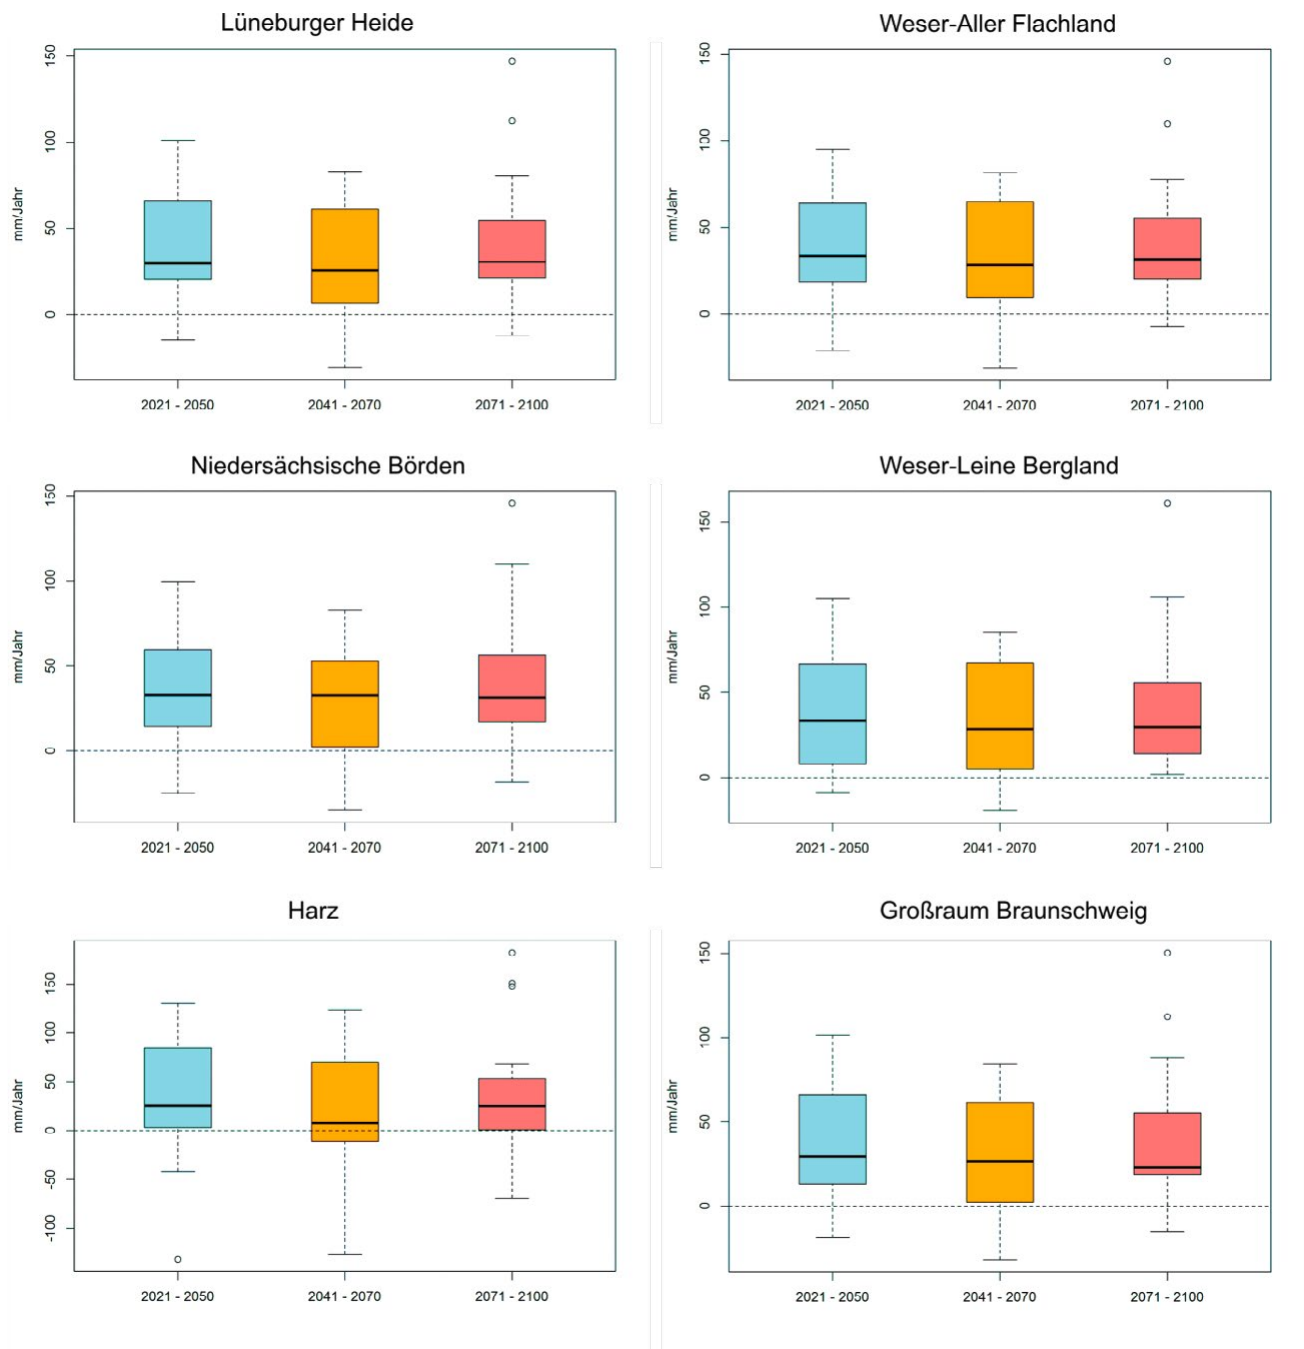 Lüneburger Heide
150
100
50
0
mm/Jahr
2021 - 2050 2041 - 2070 2071 - 2100
Weser-Aller Flachland
150
100
50
0
mm/Jahr
2021 - 2050 2041 - 2070 2071 - 2100
Niedersächsische Börden
150
100
50
0
mm/Jahr
2021 - 2050 2041 - 2070 2071 - 2100
Weser-Leine Bergland
150
100
50
0
mm/Jahr
2021 - 2050 2041 - 2070 2071 - 2100
Harz
150
100
50
0
-50
-100
mm/Jahr
2021 - 2050 2041 - 2070 2071 - 2100
Großraum Braunschweig
150
100
50
0
mm/Jahr
2021 - 2050 2041 - 2070 2071 - 2100